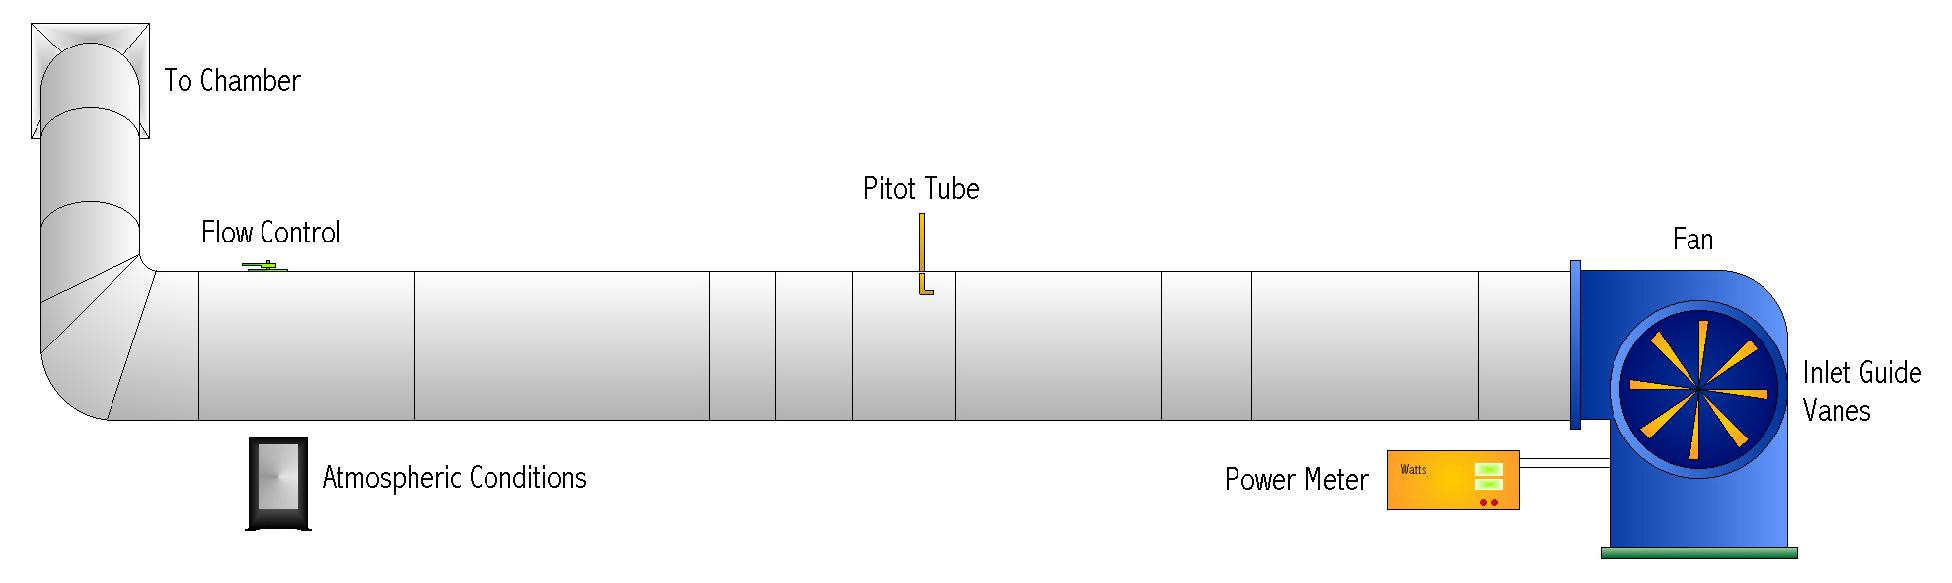 To Chamber
Pitot Tube
Flow Control
Fan
Inlet Guide
Vanes
Atmospheric Conditions
Power Meter
Watts